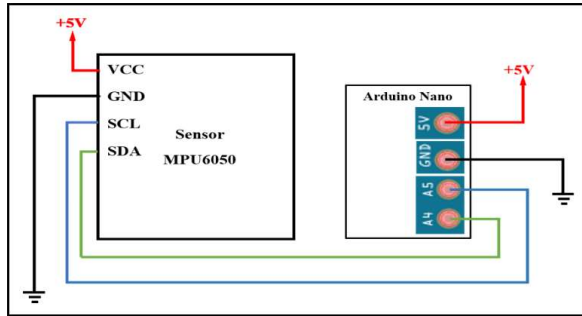 +5V
VCC
GND
SCL
SDA
Sensor
MPU6050
Arduino Nano
+5V
5V
GND
A5
A4